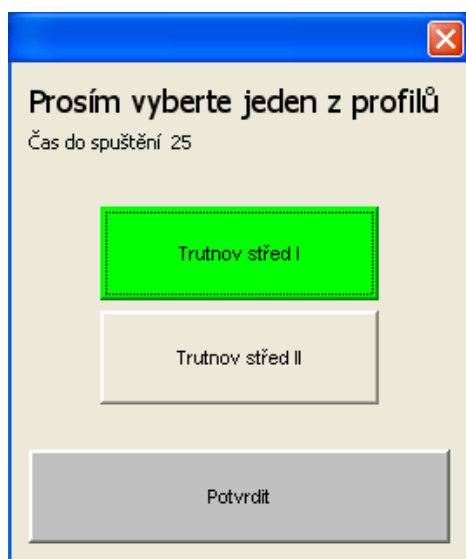 Prosím vyberte jeden z profilů
Čas do spuštění 25
Trutnov střed I
Trutnov střed II
Potvrdit